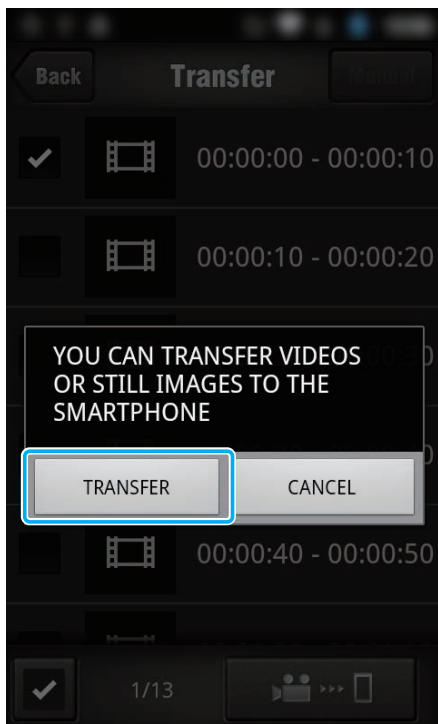 Back
Transfer
Manual
00:00:00 - 00:00:10
00:00:10 - 00:00:20
YOU CAN TRANSFER VIDEOS
OR STILL IMAGES TO THE
SMARTPHONE
TRANSFER
CANCEL
00:00:40 - 00:00:50
1/13